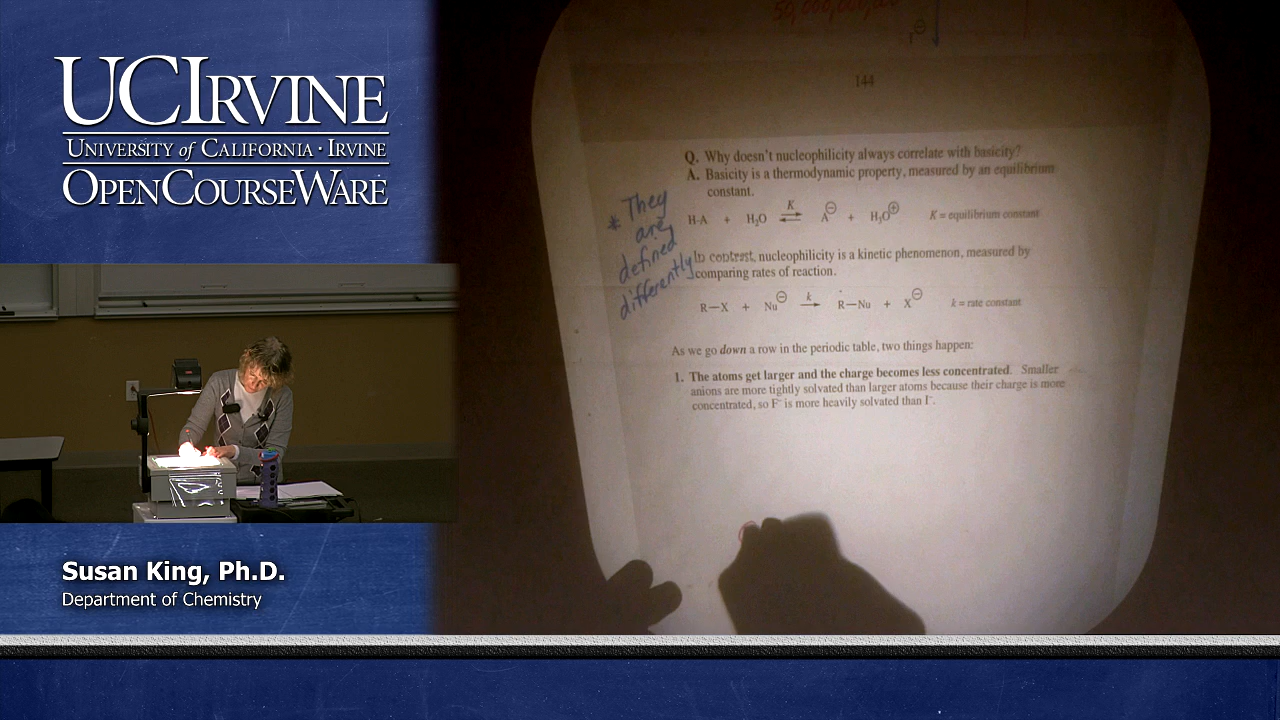 UCIRVINE
UNIVERSITY of CALIFORNIA · IRVINE
OPENCOURSEWARE
Susan King, Ph.D.
Department of Chemistry
I⊖
144
Q. Why doesn't nucleophilicity always correlate with basicity?
A. Basicity is a thermodynamic property, measured by an equilibrium
constant.
* They
are
defined
differently
H-A + H₂O K ⇌ A⊖ + H₃O⊕ K = equilibrium constant
In contrast, nucleophilicity is a kinetic phenomenon, measured by
comparing rates of reaction.
R—X + Nu⊖ k → R—Nu + X⊖ k = rate constant
As we go down a row in the periodic table, two things happen:
1. The atoms get larger and the charge becomes less concentrated. Smaller
anions are more tightly solvated than larger atoms because their charge is more
concentrated, so F⁻ is more heavily solvated than I⁻.